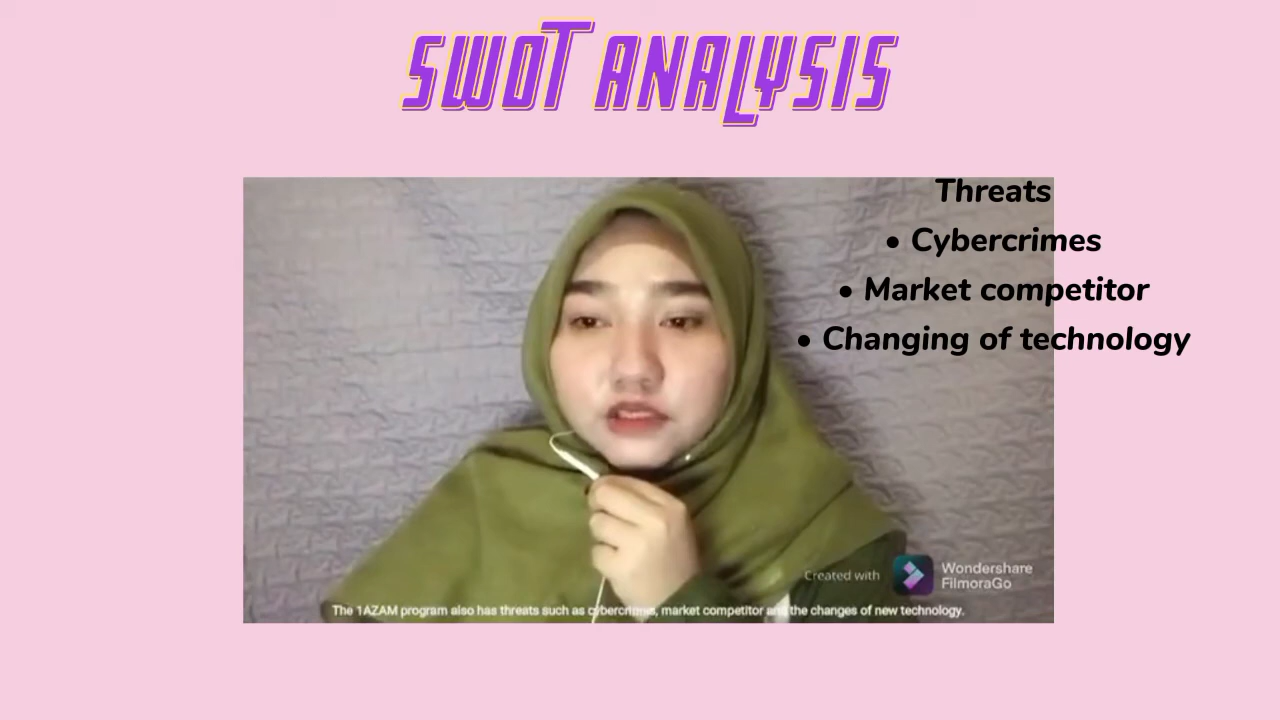 SWOT ANALYSIS
Threats
• Cybercrimes
• Market competitor
• Changing of technology
Created with
Wondershare
FilmoraGo
The 1AZAM program also has threats such as cybercrimes, market competitor and the changes of new technology.